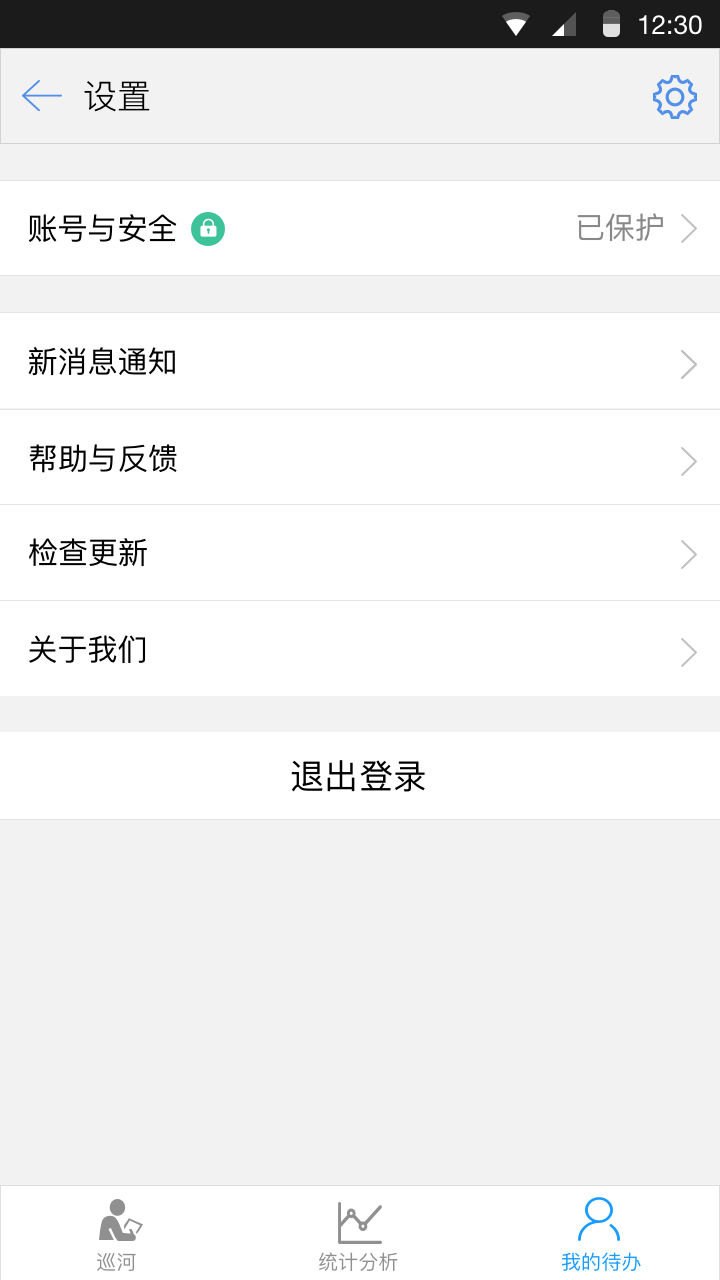 12:30
设置
账号与安全 已保护
新消息通知
帮助与反馈
检查更新
关于我们
退出登录
巡河 统计分析 我的待办